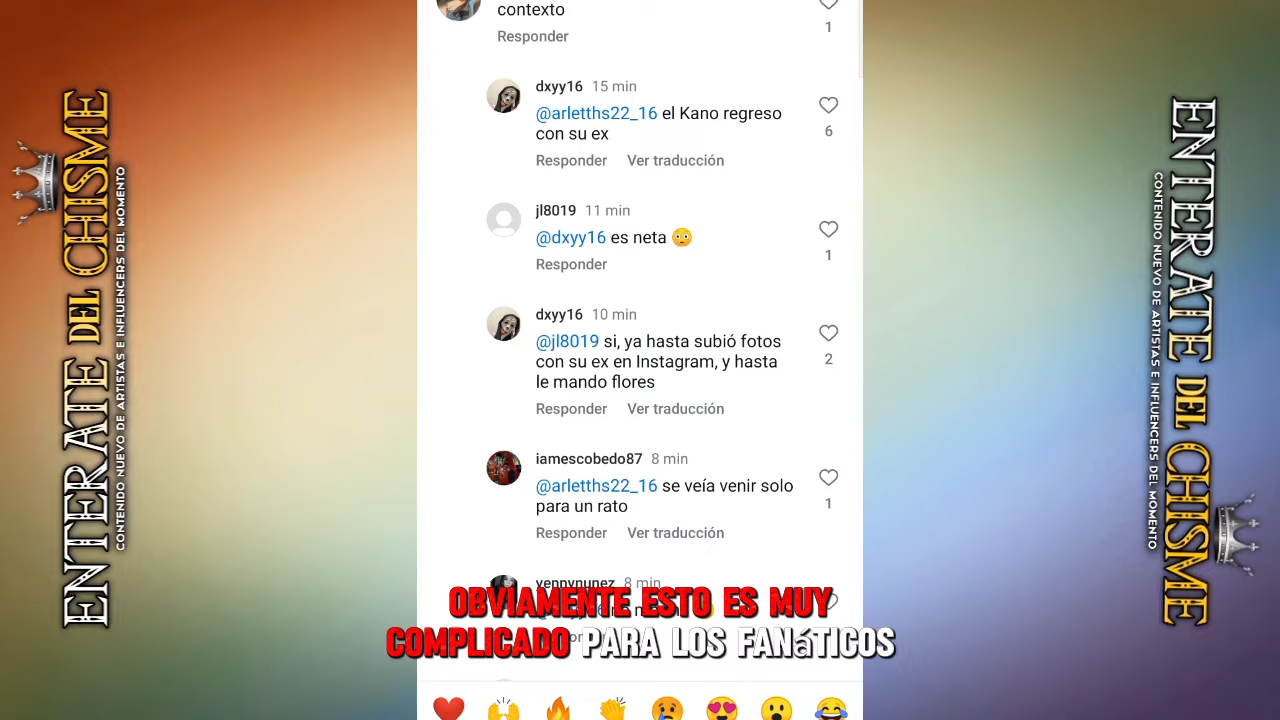 ENTERATE DEL CHISME
CONTENIDO NUEVO DE ARTISTAS E INFLUENCERS DEL MOMENTO
contexto
1
Responder
dxyy16 15 min
@arletths22_16 el Kano regreso
con su ex
6
Responder Ver traducción
jl8019 11 min
@dxyy16 es neta 😳
1
Responder
dxyy16 10 min
@jl8019 si, ya hasta subió fotos
con su ex en Instagram, y hasta
le mando flores
2
Responder Ver traducción
iamescobedo87 8 min
@arletths22_16 se veía venir solo
para un rato
1
Responder Ver traducción
yennynunez 8 min
OBVIAMENTE ESTO ES MUY
COMPLICADO PARA LOS FANáTICOS
ENTERATE DEL CHISME
CONTENIDO NUEVO DE ARTISTAS E INFLUENCERS DEL MOMENTO